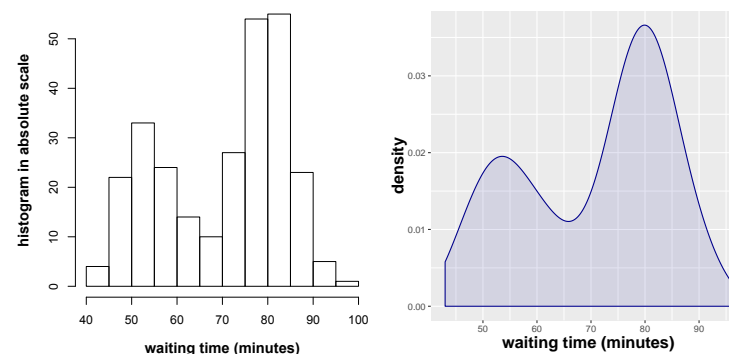 histogram in absolute scale
50
40
30
20
10
0
40 50 60 70 80 90 100
waiting time (minutes)
density
0.03
0.02
0.01
0.00
50 60 70 80 90
waiting time (minutes)